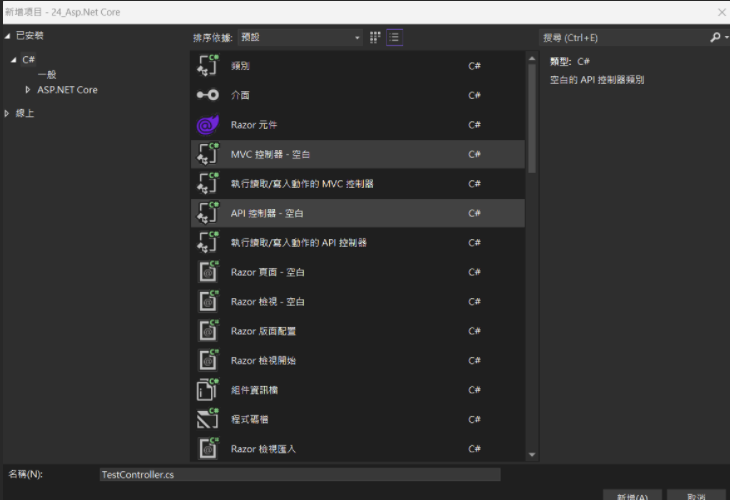 新增項目 - 24_Asp.Net Core
已安裝
C#
一般
ASP.NET Core
線上
排序依據: 預設
類別 C#
介面 C#
Razor 元件 C#
MVC 控制器 - 空白 C#
執行讀取/寫入動作的 MVC 控制器 C#
API 控制器 - 空白 C#
執行讀取/寫入動作的 API 控制器 C#
Razor 頁面 - 空白 C#
Razor 檢視 - 空白 C#
Razor 版面配置 C#
Razor 檢視開始 C#
組件資訊檔 C#
程式碼檔 C#
Razor 檢視匯入 C#
搜尋 (Ctrl+E)
類型: C#
空白的 API 控制器類別
名稱(N): TestController.cs
新增(A) 取消